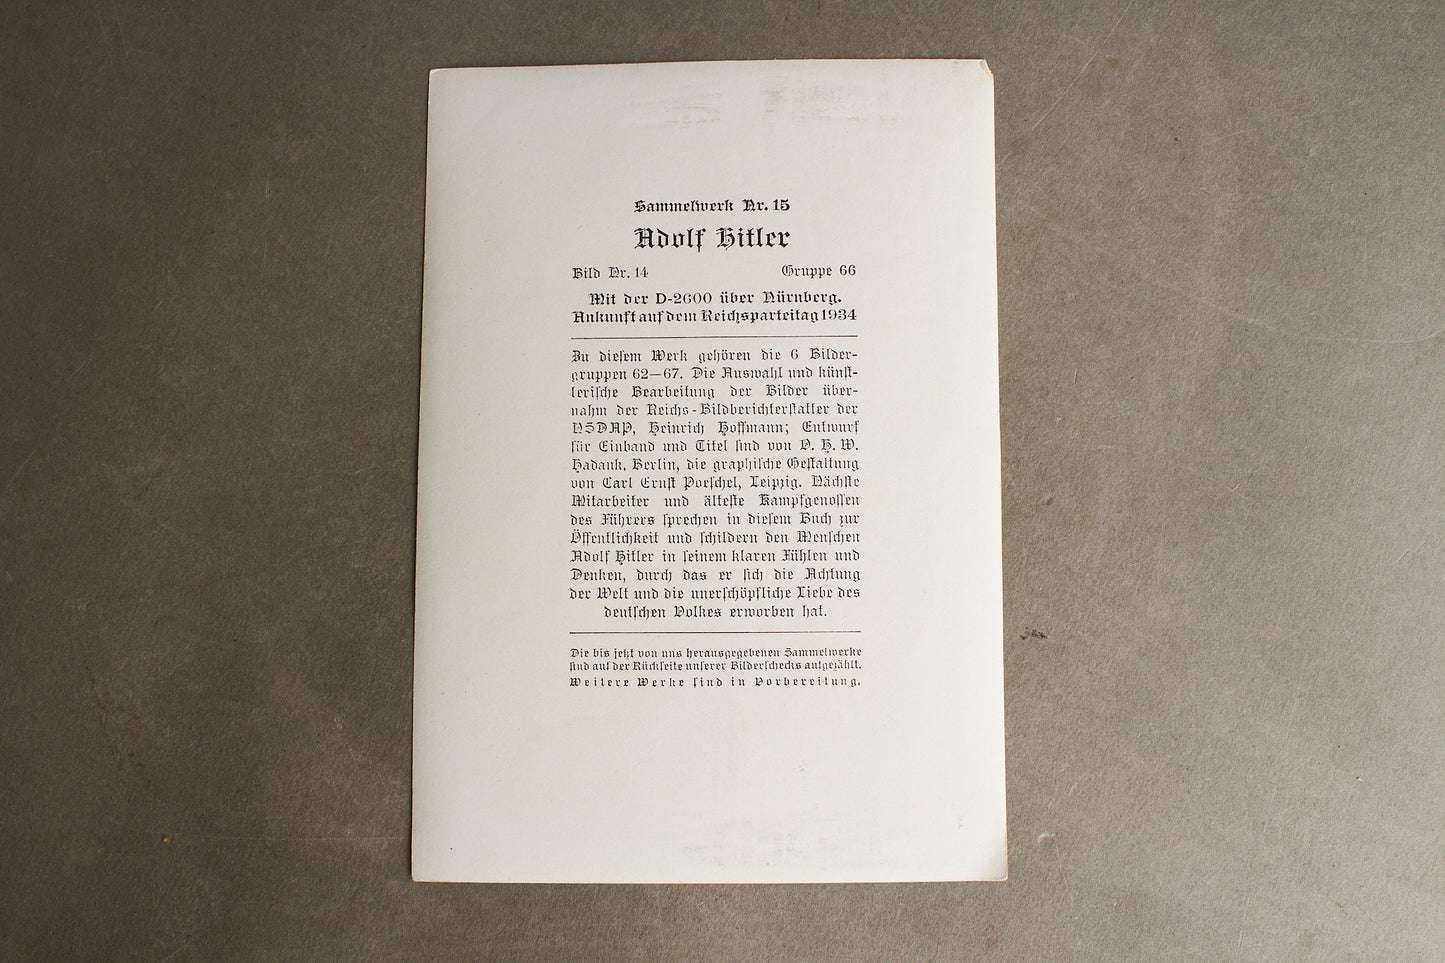 Sammelwerk Nr. 15
Adolf Hitler
Bild Nr. 14 Gruppe 66
Mit der D-2600 über Nürnberg.
Ankunft auf dem Reichsparteitag 1934
Zu diesem Werk gehören die 6 Bilder-
gruppen 62—67. Die Auswahl und künst-
lerische Bearbeitung der Bilder über-
nahm der Reichs-Bildberichterstatter der
NSDAP, Heinrich Hoffmann; Entwurf
für Einband und Titel sind von O. H. W.
Hadank, Berlin, die graphische Gestaltung
von Carl Ernst Poeschel, Leipzig. Nächste
Mitarbeiter und älteste Kampfgenossen
des Führers sprechen in diesem Buch zur
Öffentlichkeit und schildern den Menschen
Adolf Hitler in seinem klaren Fühlen und
Denken, durch das er sich die Achtung
der Welt und die unerschöpfliche Liebe des
deutschen Volkes erworben hat.
Die bis jetzt von uns herausgegebenen Sammelwerke
sind auf der Rückseite unserer Bilderschecks aufgezählt.
Weitere Werke sind in Vorbereitung.